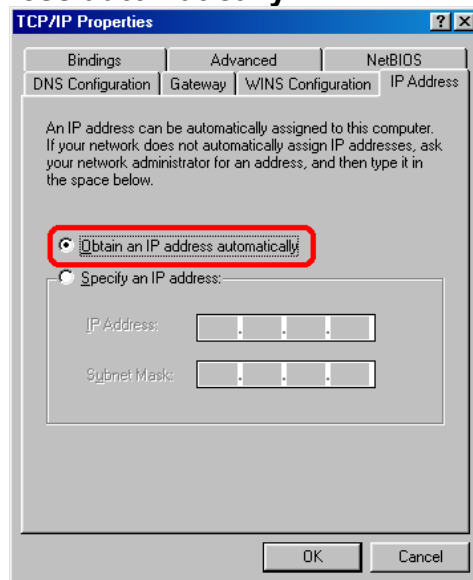 TCP/IP Properties
Bindings Advanced NetBIOS
DNS Configuration Gateway WINS Configuration IP Address
An IP address can be automatically assigned to this computer.
If your network does not automatically assign IP addresses, ask
your network administrator for an address, and then type it in
the space below.
Obtain an IP address automatically
Specify an IP address:
IP Address:
Subnet Mask:
OK Cancel